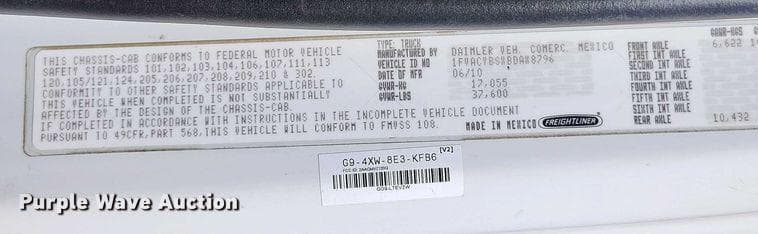 THIS CHASSIS-CAB CONFORMS TO FEDERAL MOTOR VEHICLE
SAFETY STANDARDS 101,102,103,104,106,107,111,113
120,105/121,124,205,206,207,208,209,210 & 302.
CONFORMITY TO OTHER SAFETY STANDARDS APPLICABLE TO
THIS VEHICLE WHEN COMPLETED IS NOT SUBSTANTIALLY
AFFECTED BY THE DESIGN OF THE CHASSIS-CAB.
IF COMPLETED IN ACCORDANCE WITH INSTRUCTIONS IN THE INCOMPLETE VEHICLE DOCUMENT
PURSUANT TO 49CFR,PART 568,THIS VEHICLE WILL CONFORM TO FMVSS 108.
TYPE: TRUCK
MANUFACTURED BY DAIMLER VEH. COMERC. MEXICO
VEHICLE ID NO
DATE OF MFR 06/10
GVWR-KG 17,055
GVWR-LBS 37,600
MADE IN MEXICO FREIGHTLINER
GAWR-KGS
FRONT AXLE 6,622
FIRST INT AXLE
SECOND INT AXLE
THIRD INT AXLE
FOURTH INT AXLE
FIFTH INT AXLE
SIXTH INT AXLE
REAR AXLE 10,432
G9-4XW-8E3-KFB6 [V2]
Purple Wave Auction